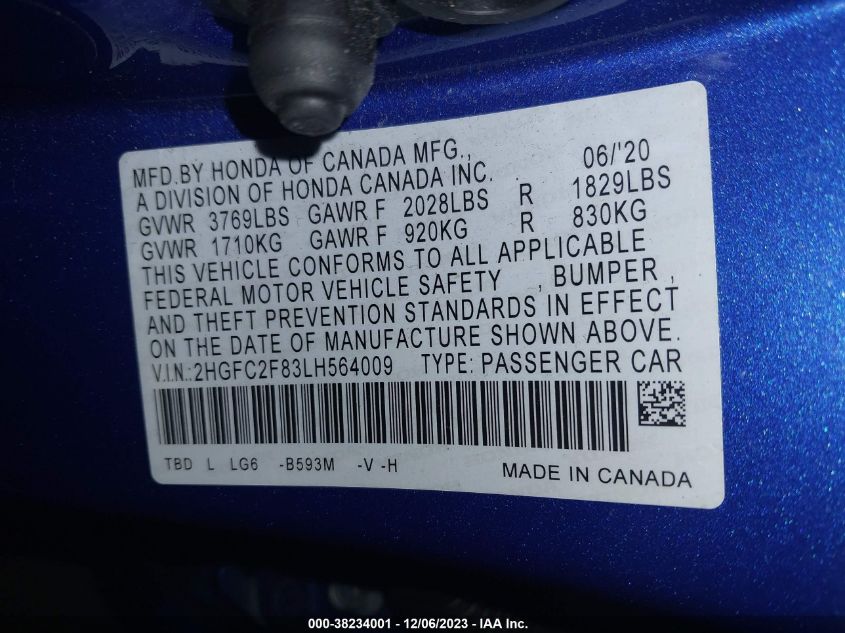 MFD.BY HONDA OF CANADA MFG., 06/'20
A DIVISION OF HONDA CANADA INC.
GVWR 3769LBS GAWR F 2028LBS R 1829LBS
GVWR 1710KG GAWR F 920KG R 830KG
THIS VEHICLE CONFORMS TO ALL APPLICABLE
FEDERAL MOTOR VEHICLE SAFETY , BUMPER ,
AND THEFT PREVENTION STANDARDS IN EFFECT
ON THE DATE OF MANUFACTURE SHOWN ABOVE.
V.I.N.:2HGFC2F83LH564009 TYPE: PASSENGER CAR
TBD L LG6 -B593M -V -H MADE IN CANADA
000-38234001 - 12/06/2023 - IAA Inc.